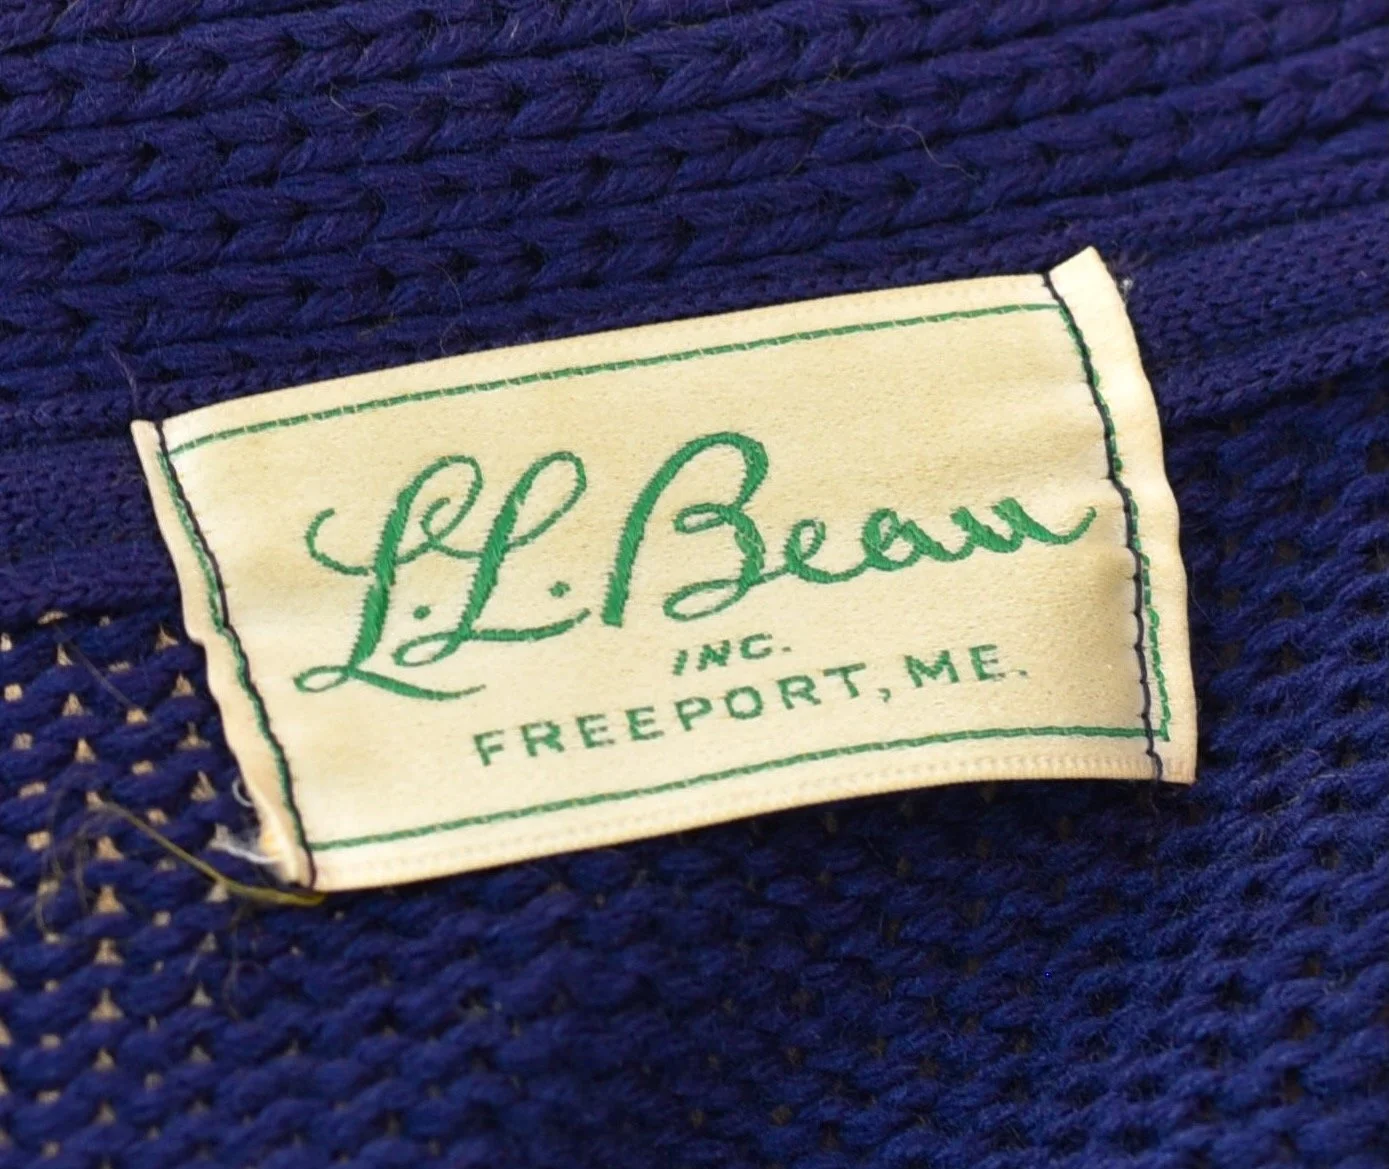 L.L. Bean
INC.
FREEPORT, ME.